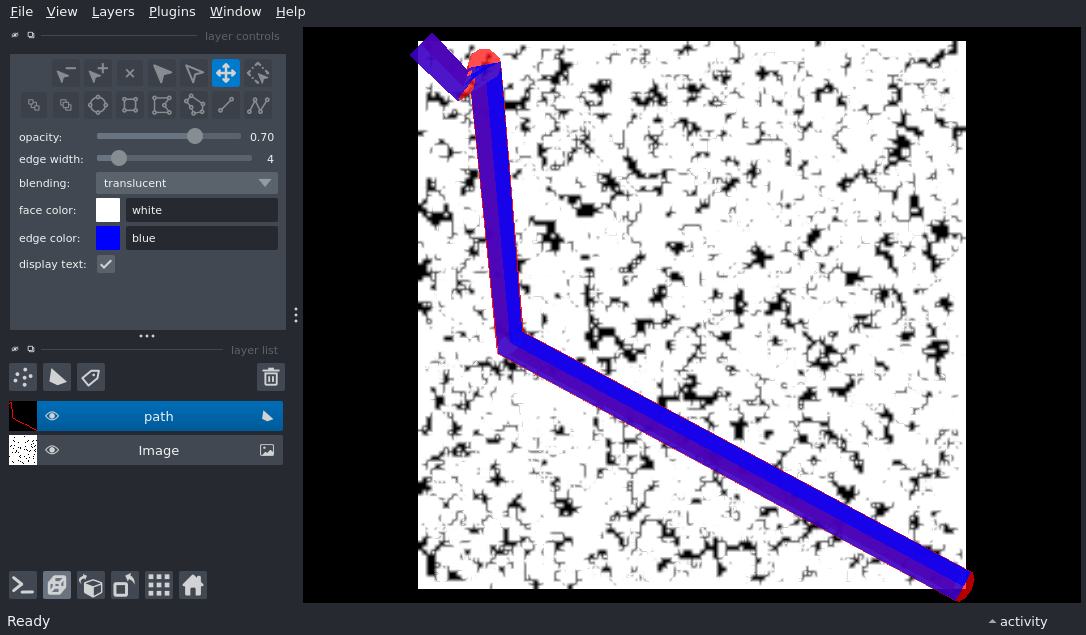 File View Layers Plugins Window Help
layer controls
opacity: 0.70
edge width: 4
blending: translucent
face color: white
edge color: blue
display text:
layer list
path
Image
Ready
activity